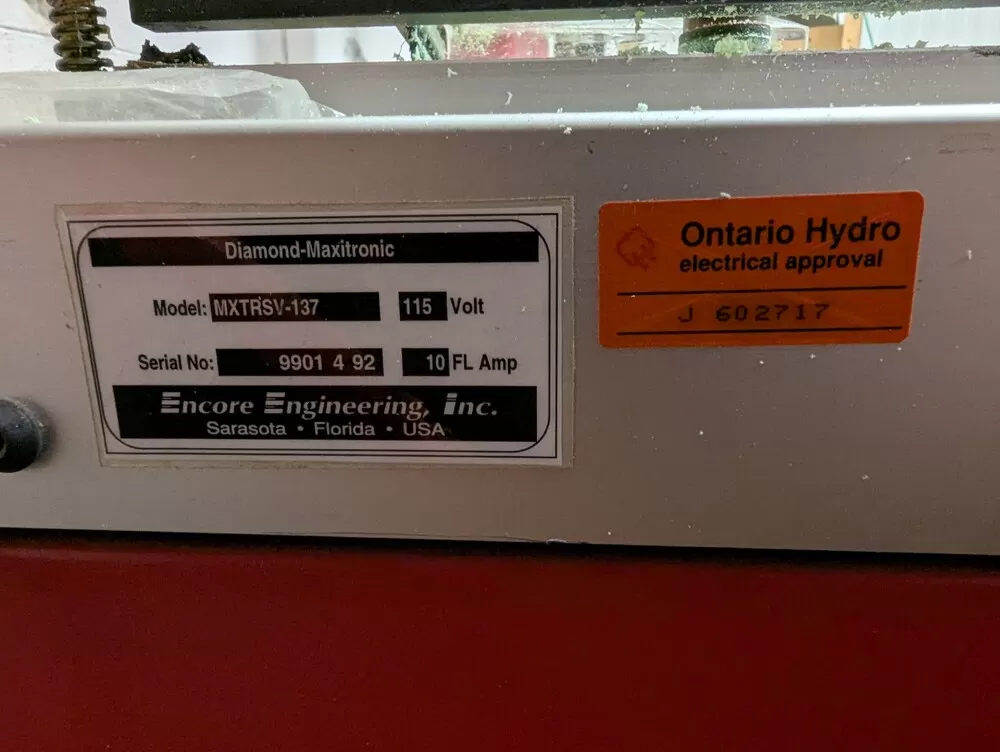 Diamond-Maxitronic
Model: MXTRSV-137 115 Volt
Serial No: 9901 4 92 10 FL Amp
Encore Engineering, Inc.
Sarasota • Florida • USA
Ontario Hydro
electrical approval
J 602717